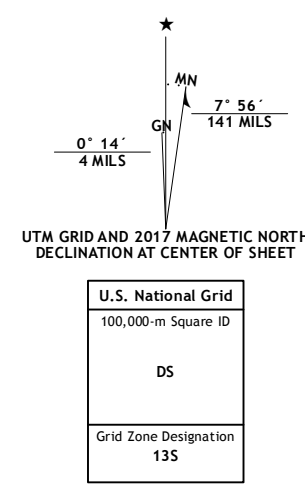 ★
MN
GN
7° 56´
141 MILS
0° 14´
4 MILS
UTM GRID AND 2017 MAGNETIC NORTH
DECLINATION AT CENTER OF SHEET
U.S. National Grid
100,000-m Square ID
DS
Grid Zone Designation
13S